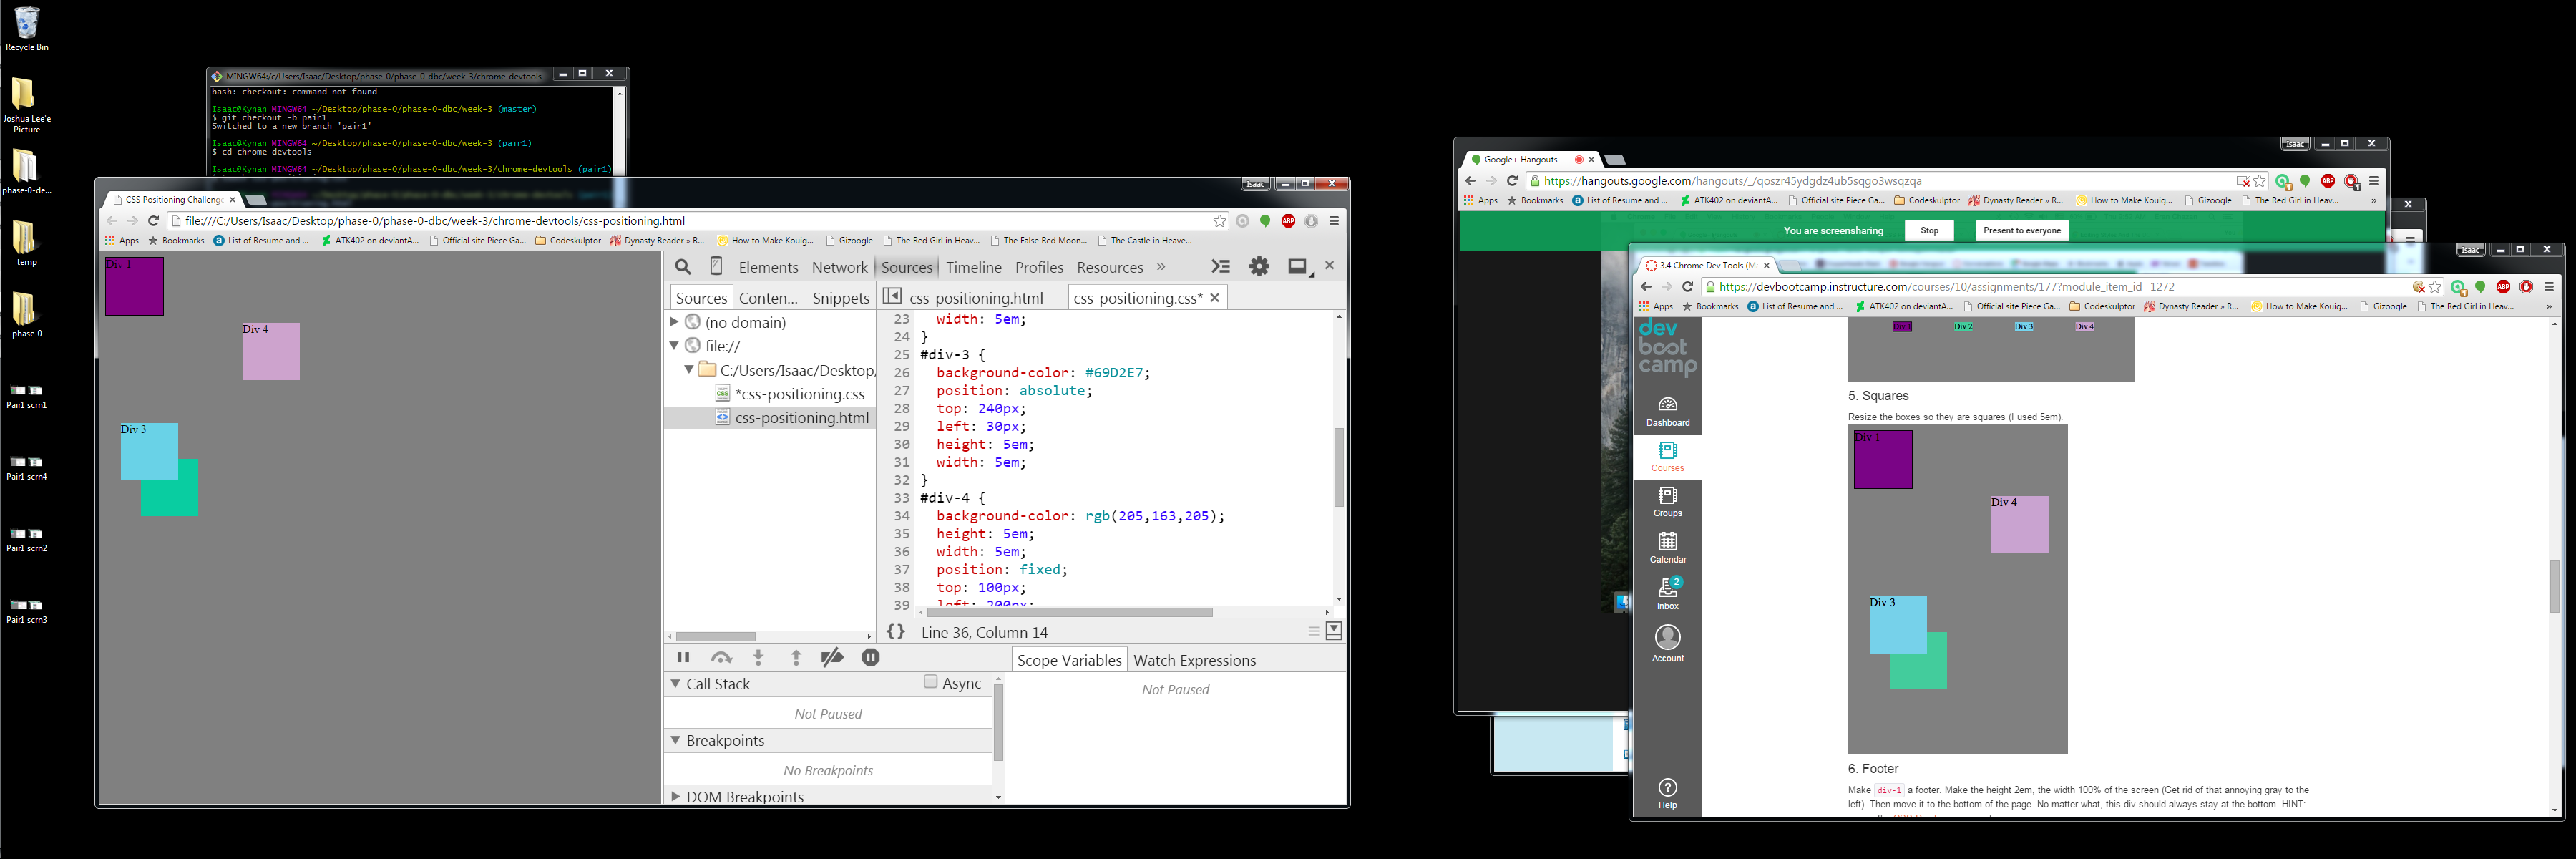 Recycle Bin
Joshua Lee'e
Picture
phase-0-de...
temp
phase-0
Pair1 scrn1
Pair1 scrn4
Pair1 scrn2
Pair1 scrn3
MINGW64:/c/Users/Isaac/Desktop/phase-0/phase-0-dbc/week-3/chrome-devtools
bash: checkout: command not found
Isaac@Kynan MINGW64 ~/Desktop/phase-0/phase-0-dbc/week-3 (master)
$ git checkout -b pair1
Switched to a new branch 'pair1'
Isaac@Kynan MINGW64 ~/Desktop/phase-0/phase-0-dbc/week-3 (pair1)
$ cd chrome-devtools
Isaac@Kynan MINGW64 ~/Desktop/phase-0/phase-0-dbc/week-3/chrome-devtools (pair1)
Isaac
CSS Positioning Challenge
file:///C:/Users/Isaac/Desktop/phase-0/phase-0-dbc/week-3/chrome-devtools/css-positioning.html
ABP
Apps Bookmarks List of Resume and ... ATK402 on deviantA... Official site Piece Ga... Codeskulptor Dynasty Reader » R... How to Make Kouig... Gizoogle The Red Girl in Heav... The False Red Moon... The Castle in Heave...
Div 1
Div 4
Div 3
Elements Network Sources Timeline Profiles Resources »
Sources Conten... Snippets
(no domain)
file://
C:/Users/Isaac/Desktop/
*css-positioning.css
css-positioning.html
css-positioning.html css-positioning.css*
23 width: 5em;
24 }
25 #div-3 {
26 background-color: #69D2E7;
27 position: absolute;
28 top: 240px;
29 left: 30px;
30 height: 5em;
31 width: 5em;
32 }
33 #div-4 {
34 background-color: rgb(205,163,205);
35 height: 5em;
36 width: 5em;
37 position: fixed;
38 top: 100px;
39 left: 200px;
{} Line 36, Column 14
Call Stack Async
Not Paused
Breakpoints
No Breakpoints
DOM Breakpoints
Scope Variables Watch Expressions
Not Paused
Isaac
Google+ Hangouts
https://hangouts.google.com/hangouts/_/qoszr45ydgdz4ub5sqgo3wsqzqa
ABP
Apps Bookmarks List of Resume and ... ATK402 on deviantA... Official site Piece Ga... Codeskulptor Dynasty Reader » R... How to Make Kouig... Gizoogle The Red Girl in Heav... »
You are screensharing Stop Present to everyone
Isaac
3.4 Chrome Dev Tools (M
https://devbootcamp.instructure.com/courses/10/assignments/177?module_item_id=1272
ABP
Apps Bookmarks List of Resume and ... ATK402 on deviantA... Official site Piece Ga... Codeskulptor Dynasty Reader » R... How to Make Kouig... Gizoogle The Red Girl in Heav... »
dev
boot
camp
Dashboard
Courses
Groups
Calendar
2
Inbox
Account
Help
Div 1 Div 2 Div 3 Div 4
5. Squares
Resize the boxes so they are squares (I used 5em).
Div 1
Div 4
Div 3
6. Footer
Make div-1 a footer. Make the height 2em, the width 100% of the screen (Get rid of that annoying gray to the
left). Then move it to the bottom of the page. No matter what, this div should always stay at the bottom. HINT: